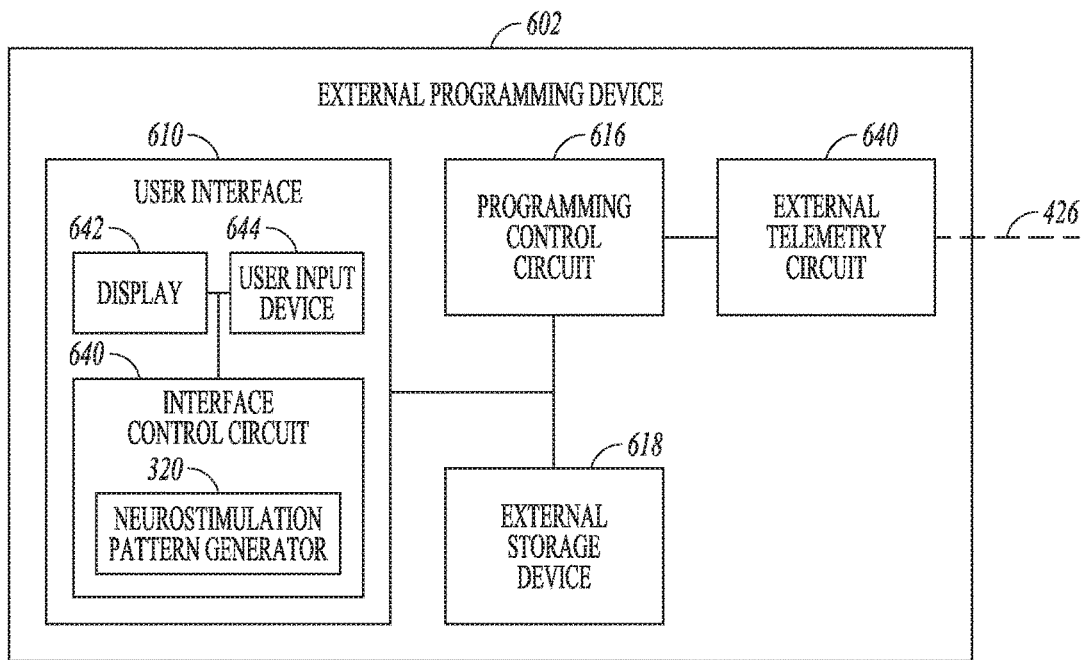 602
EXTERNAL PROGRAMMING DEVICE
610
USER INTERFACE
642
DISPLAY
644
USER INPUT
DEVICE
640
INTERFACE
CONTROL CIRCUIT
320
NEUROSTIMULATION
PATTERN GENERATOR
616
PROGRAMMING
CONTROL
CIRCUIT
640
EXTERNAL
TELEMETRY
CIRCUIT
426
618
EXTERNAL
STORAGE
DEVICE